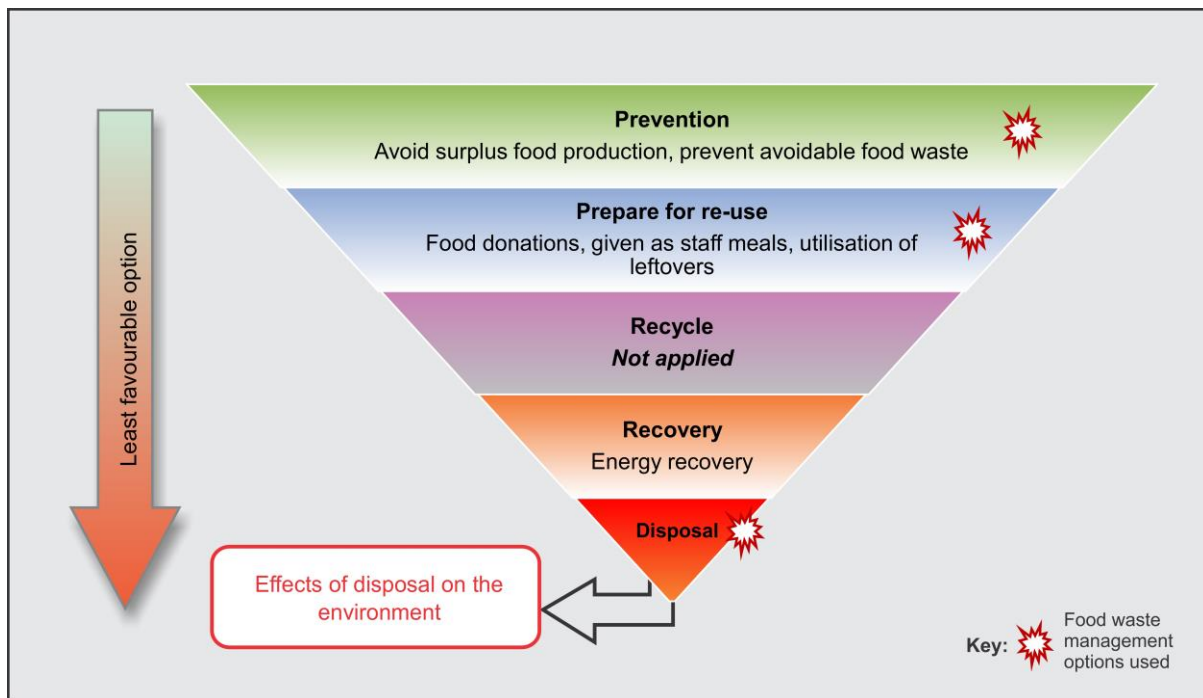 Prevention
Avoid surplus food production, prevent avoidable food waste
Prepare for re-use
Food donations, given as staff meals, utilisation of
leftovers
Recycle
Not applied
Recovery
Energy recovery
Disposal
Least favourable option
Effects of disposal on the
environment
Key:
Food waste
management
options used